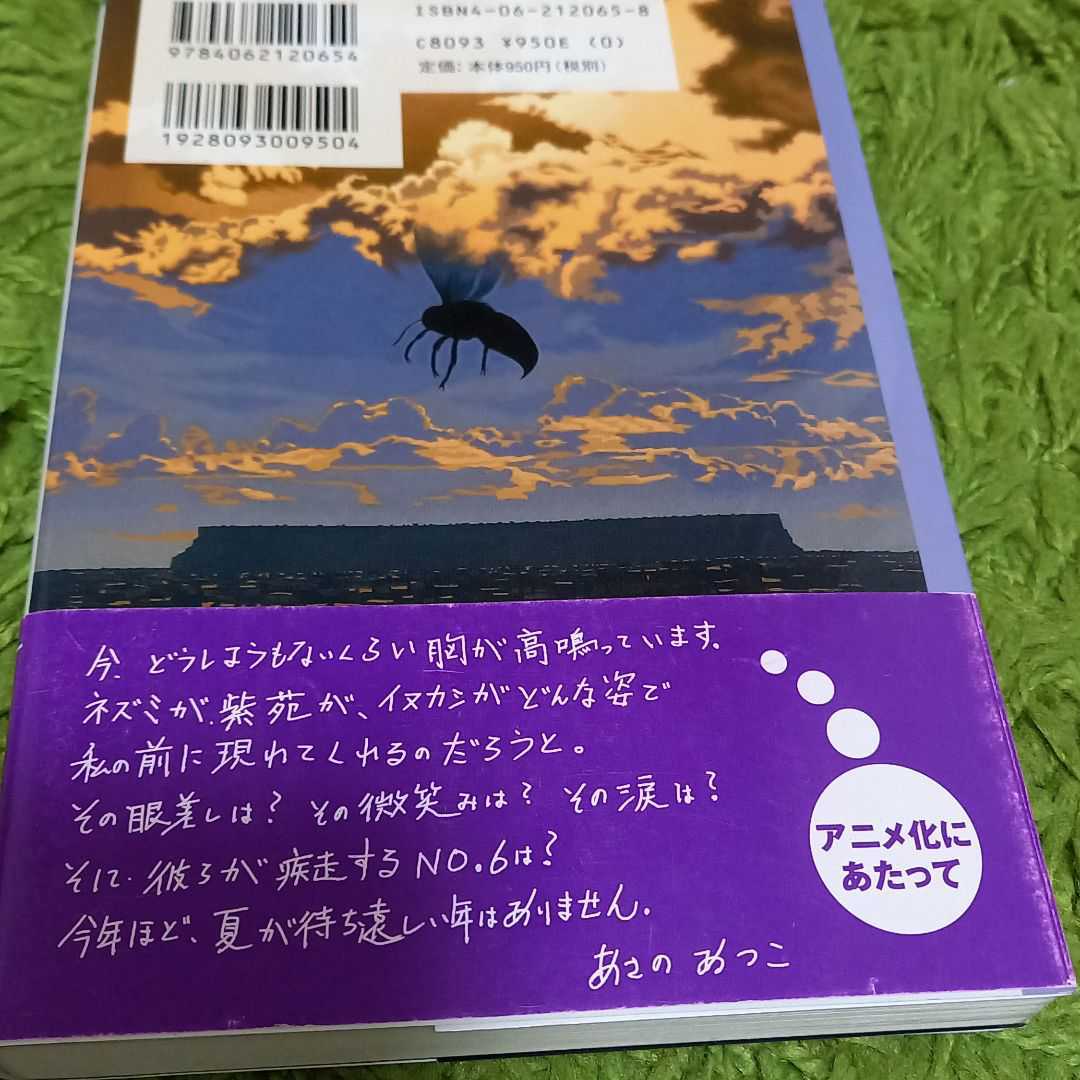 ISBN4-06-212065-8
9784062120654
C8093 ¥950E (0)
定価:本体950円(税別)
1928093009504
今、どうしようもないくらい胸が高鳴っています。
ネズミが、紫苑が、イヌカシがどんな姿で
私の前に現れてくれるのだろうと。
その眼差しは? その微笑みは? その涙は?
そして、彼らが疾走するNO.6は?
今年ほど、夏が待ち遠しい年はありません。
あさのあつこ
アニメ化に
あたって